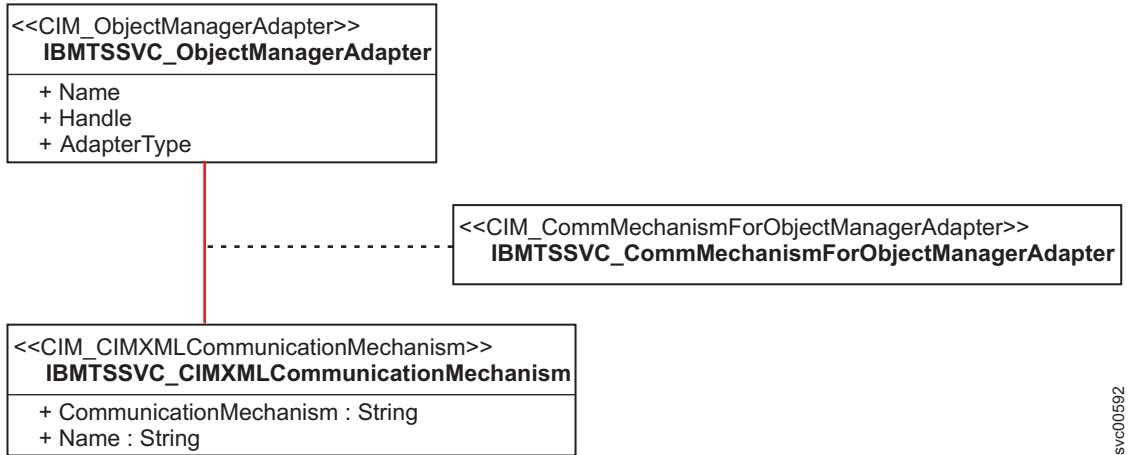 <<CIM_ObjectManagerAdapter>>
IBMTSSVC_ObjectManagerAdapter
+ Name
+ Handle
+ AdapterType
<<CIM_CommMechanismForObjectManagerAdapter>>
IBMTSSVC_CommMechanismForObjectManagerAdapter
<<CIM_CIMXMLCommunicationMechanism>>
IBMTSSVC_CIMXMLCommunicationMechanism
+ CommunicationMechanism : String
+ Name : String
svc00592